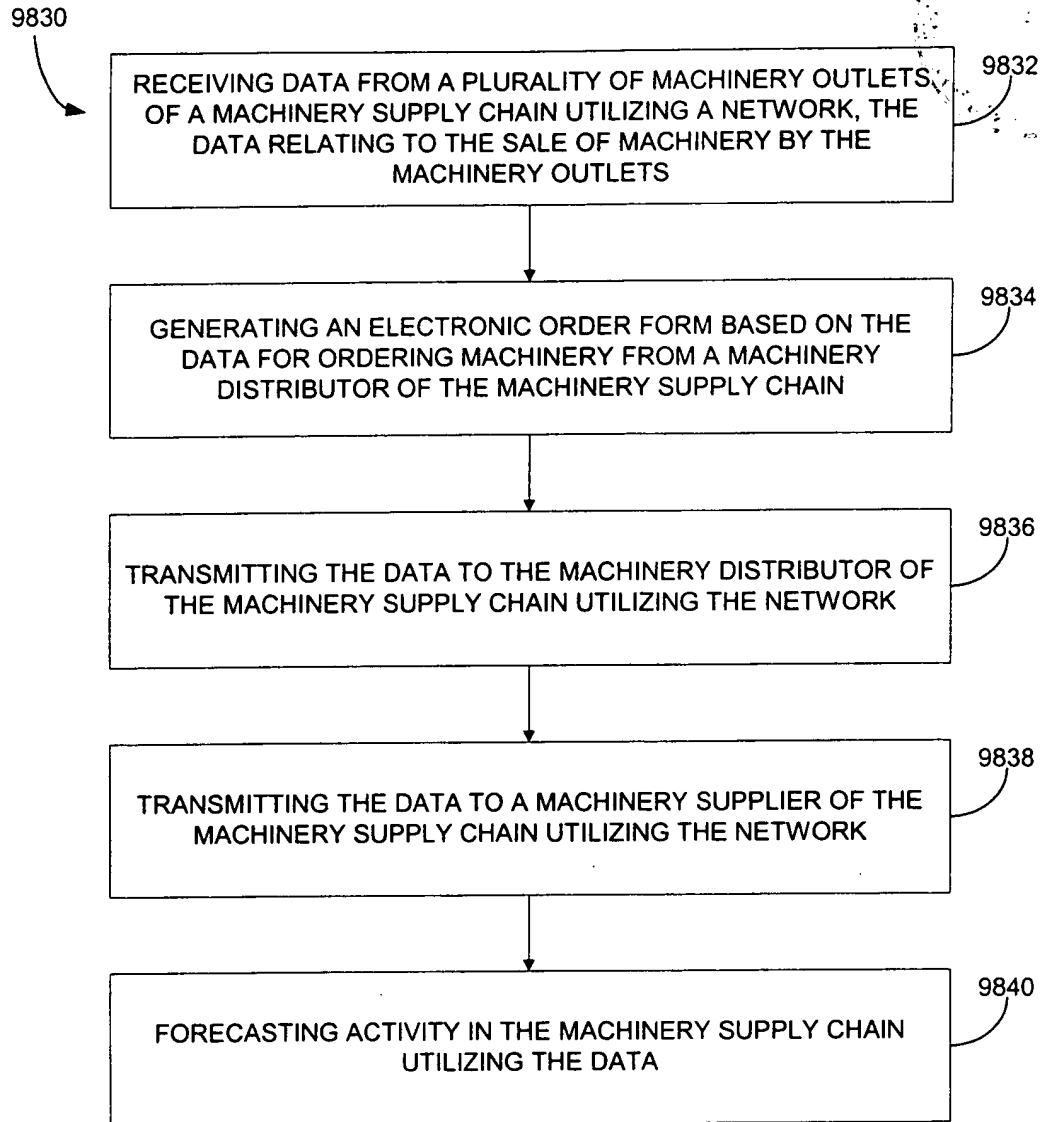 9830
RECEIVING DATA FROM A PLURALITY OF MACHINERY OUTLETS
OF A MACHINERY SUPPLY CHAIN UTILIZING A NETWORK, THE
DATA RELATING TO THE SALE OF MACHINERY BY THE
MACHINERY OUTLETS
9832
GENERATING AN ELECTRONIC ORDER FORM BASED ON THE
DATA FOR ORDERING MACHINERY FROM A MACHINERY
DISTRIBUTOR OF THE MACHINERY SUPPLY CHAIN
9834
TRANSMITTING THE DATA TO THE MACHINERY DISTRIBUTOR OF
THE MACHINERY SUPPLY CHAIN UTILIZING THE NETWORK
9836
TRANSMITTING THE DATA TO A MACHINERY SUPPLIER OF THE
MACHINERY SUPPLY CHAIN UTILIZING THE NETWORK
9838
FORECASTING ACTIVITY IN THE MACHINERY SUPPLY CHAIN
UTILIZING THE DATA
9840